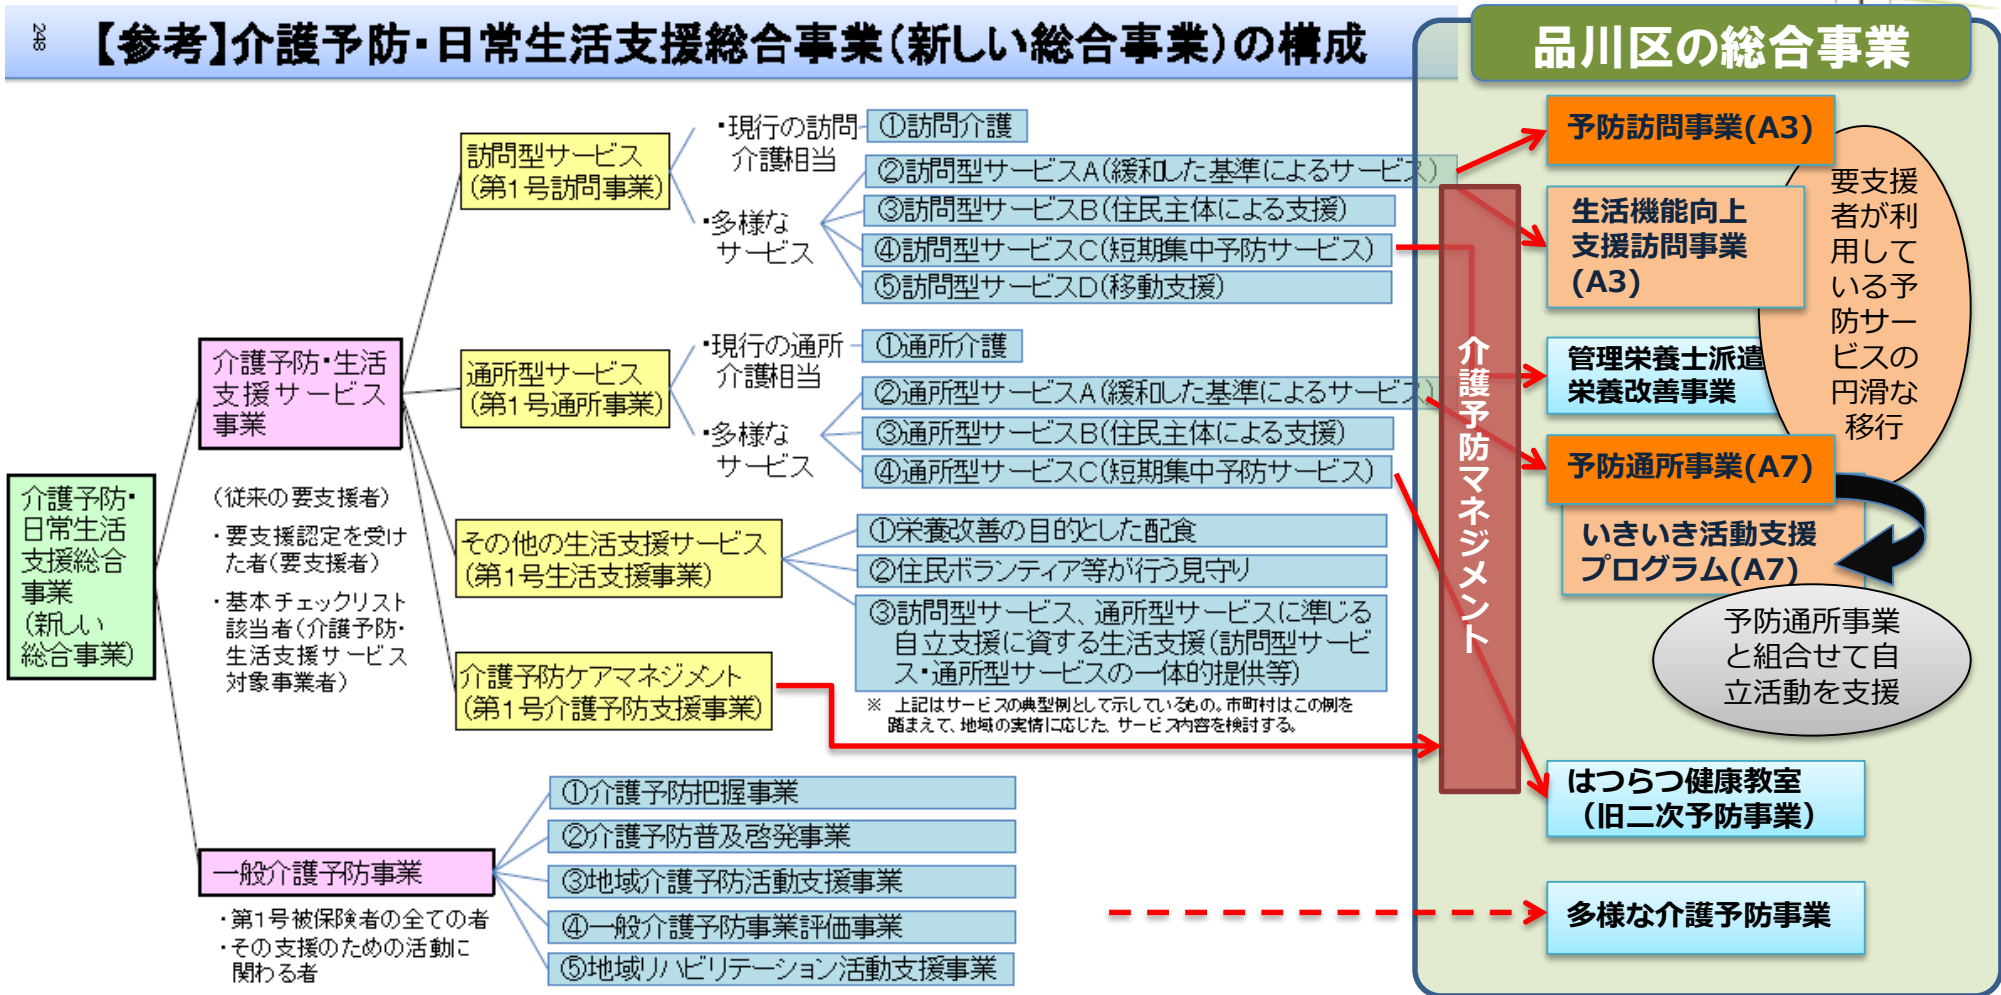 248
【参考】介護予防・日常生活支援総合事業(新しい総合事業)の構成
品川区の総合事業
介護予防・
日常生活
支援総合
事業
(新しい
総合事業)
介護予防・生活
支援サービス
事業
(従来の要支援者)
・要支援認定を受け
た者(要支援者)
・基本チェックリスト
該当者(介護予防・
生活支援サービス
対象事業者)
一般介護予防事業
・第1号被保険者の全ての者
・その支援のための活動に
関わる者
訪問型サービス
(第1号訪問事業)
・現行の訪問
介護相当
・多様な
サービス
①訪問介護
②訪問型サービスA(緩和した基準によるサービス)
③訪問型サービスB(住民主体による支援)
④訪問型サービスC(短期集中予防サービス)
⑤訪問型サービスD(移動支援)
通所型サービス
(第1号通所事業)
・現行の通所
介護相当
・多様な
サービス
①通所介護
②通所型サービスA(緩和した基準によるサービス)
③通所型サービスB(住民主体による支援)
④通所型サービスC(短期集中予防サービス)
その他の生活支援サービス
(第1号生活支援事業)
①栄養改善の目的とした配食
②住民ボランティア等が行う見守り
③訪問型サービス、通所型サービスに準じる
自立支援に資する生活支援(訪問型サービ
ス・通所型サービスの一体的提供等)
介護予防ケアマネジメント
(第1号介護予防支援事業)
※ 上記はサービスの典型例として示しているもの。市町村はこの例を
踏まえて、地域の実情に応じた、サービス内容を検討する。
①介護予防把握事業
②介護予防普及啓発事業
③地域介護予防活動支援事業
④一般介護予防事業評価事業
⑤地域リハビリテーション活動支援事業
介護予防マネジメント
予防訪問事業(A3)
生活機能向上
支援訪問事業
(A3)
管理栄養士派遣
栄養改善事業
予防通所事業(A7)
いきいき活動支援
プログラム(A7)
はつらつ健康教室
（旧二次予防事業）
多様な介護予防事業
要支援
者が利
用して
いる予
防サー
ビスの
円滑な
移行
予防通所事業
と組合せて自
立活動を支援